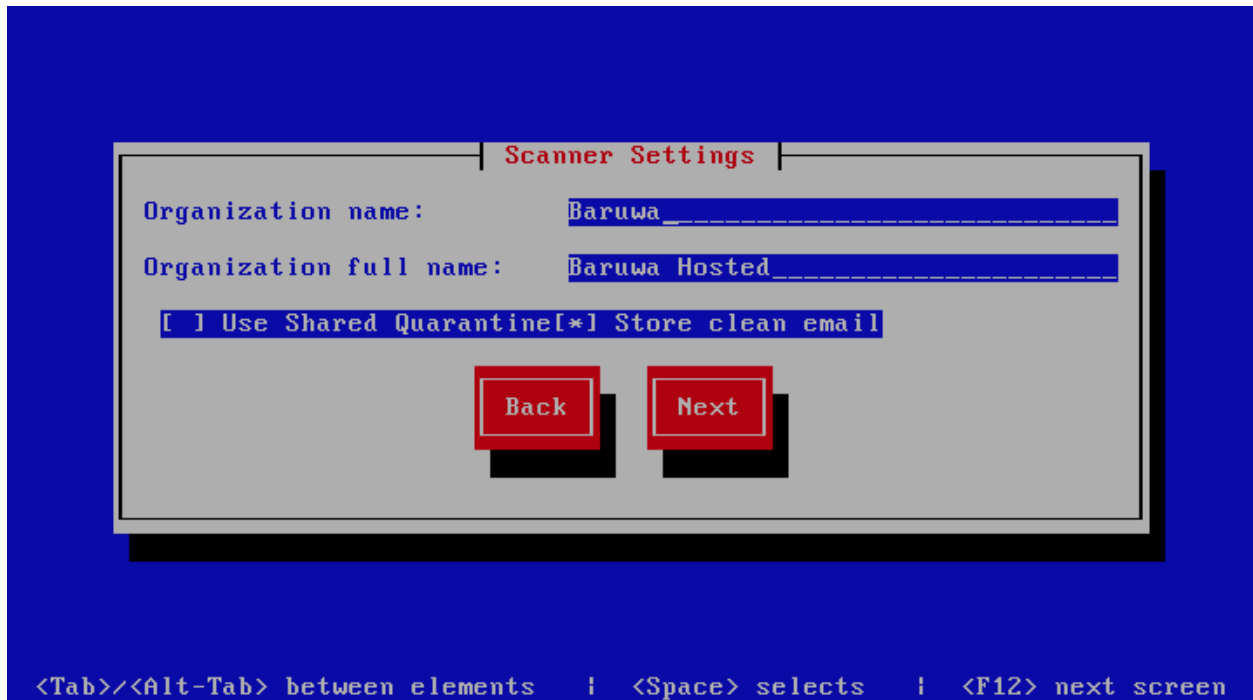 Scanner Settings
Organization name: Baruwa
Organization full name: Baruwa Hosted
[ ] Use Shared Quarantine[*] Store clean email
Back Next
<Tab>/<Alt-Tab> between elements | <Space> selects | <F12> next screen